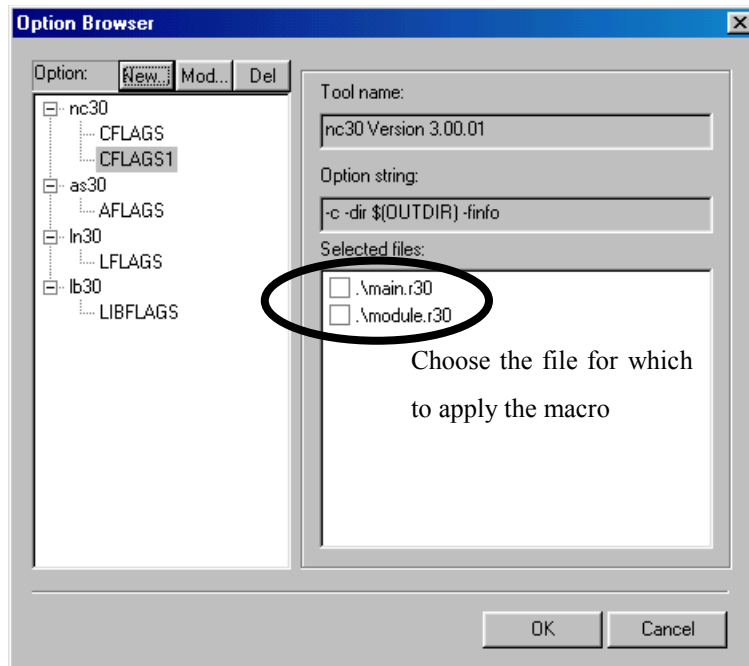 Option Browser
Option: New... Mod... Del
nc30
CFLAGS
CFLAGS1
as30
AFLAGS
ln30
LFLAGS
lb30
LIBFLAGS
Tool name:
nc30 Version 3.00.01
Option string:
-c -dir $(OUTDIR) -finfo
Selected files:
.\main.r30
.\module.r30
Choose the file for which
to apply the macro
OK Cancel